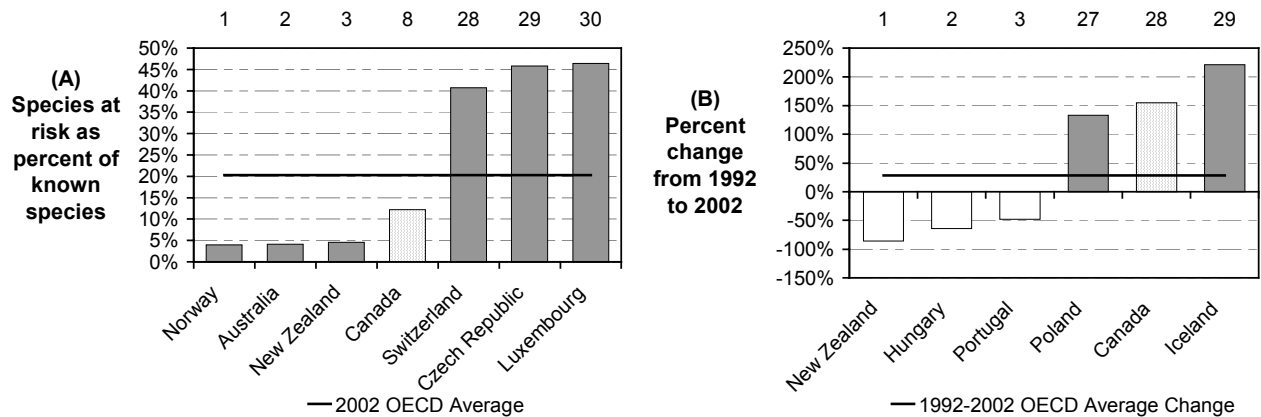 1 2 3 8 28 29 30
(A)
Species at
risk as
percent of
known
species
50%
45%
40%
35%
30%
25%
20%
15%
10%
5%
0%
Norway
Australia
New Zealand
Canada
Switzerland
Czech Republic
Luxembourg
2002 OECD Average
1 2 3 27 28 29
(B)
Percent
change
from 1992
to 2002
250%
200%
150%
100%
50%
0%
-50%
-100%
-150%
New Zealand
Hungary
Portugal
Poland
Canada
Iceland
1992-2002 OECD Average Change